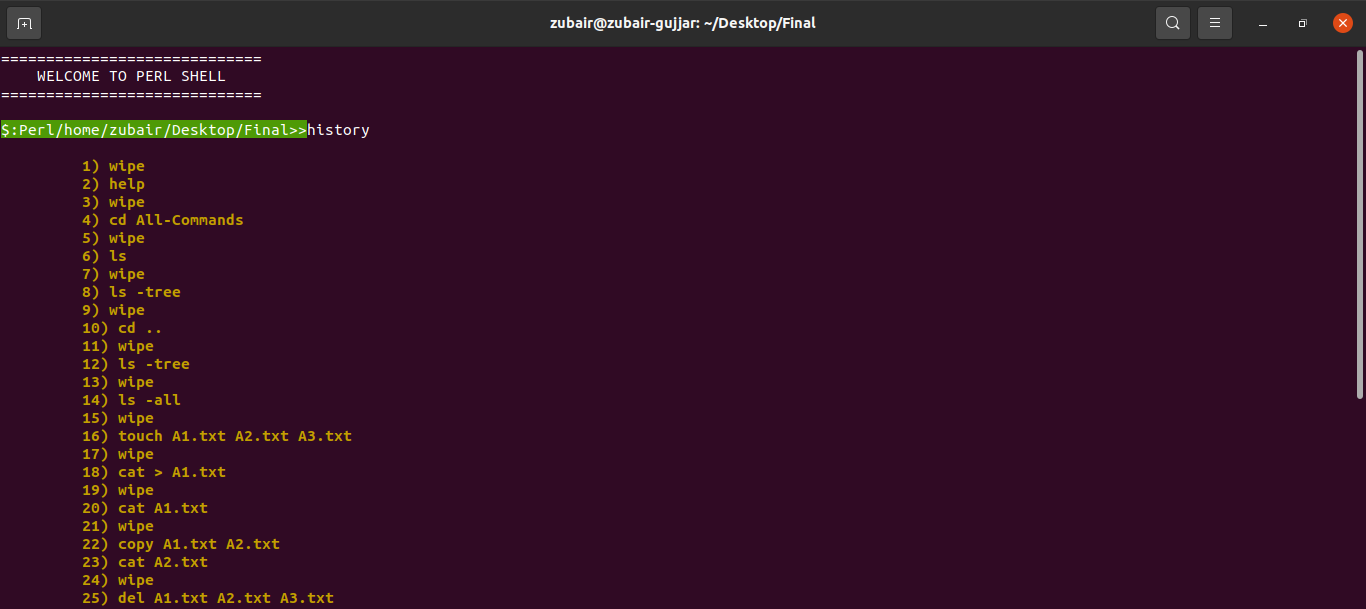 zubair@zubair-gujjar: ~/Desktop/Final
=============================
WELCOME TO PERL SHELL
=============================
$:Perl/home/zubair/Desktop/Final>>history
1) wipe
2) help
3) wipe
4) cd All-Commands
5) wipe
6) ls
7) wipe
8) ls -tree
9) wipe
10) cd ..
11) wipe
12) ls -tree
13) wipe
14) ls -all
15) wipe
16) touch A1.txt A2.txt A3.txt
17) wipe
18) cat > A1.txt
19) wipe
20) cat A1.txt
21) wipe
22) copy A1.txt A2.txt
23) cat A2.txt
24) wipe
25) del A1.txt A2.txt A3.txt